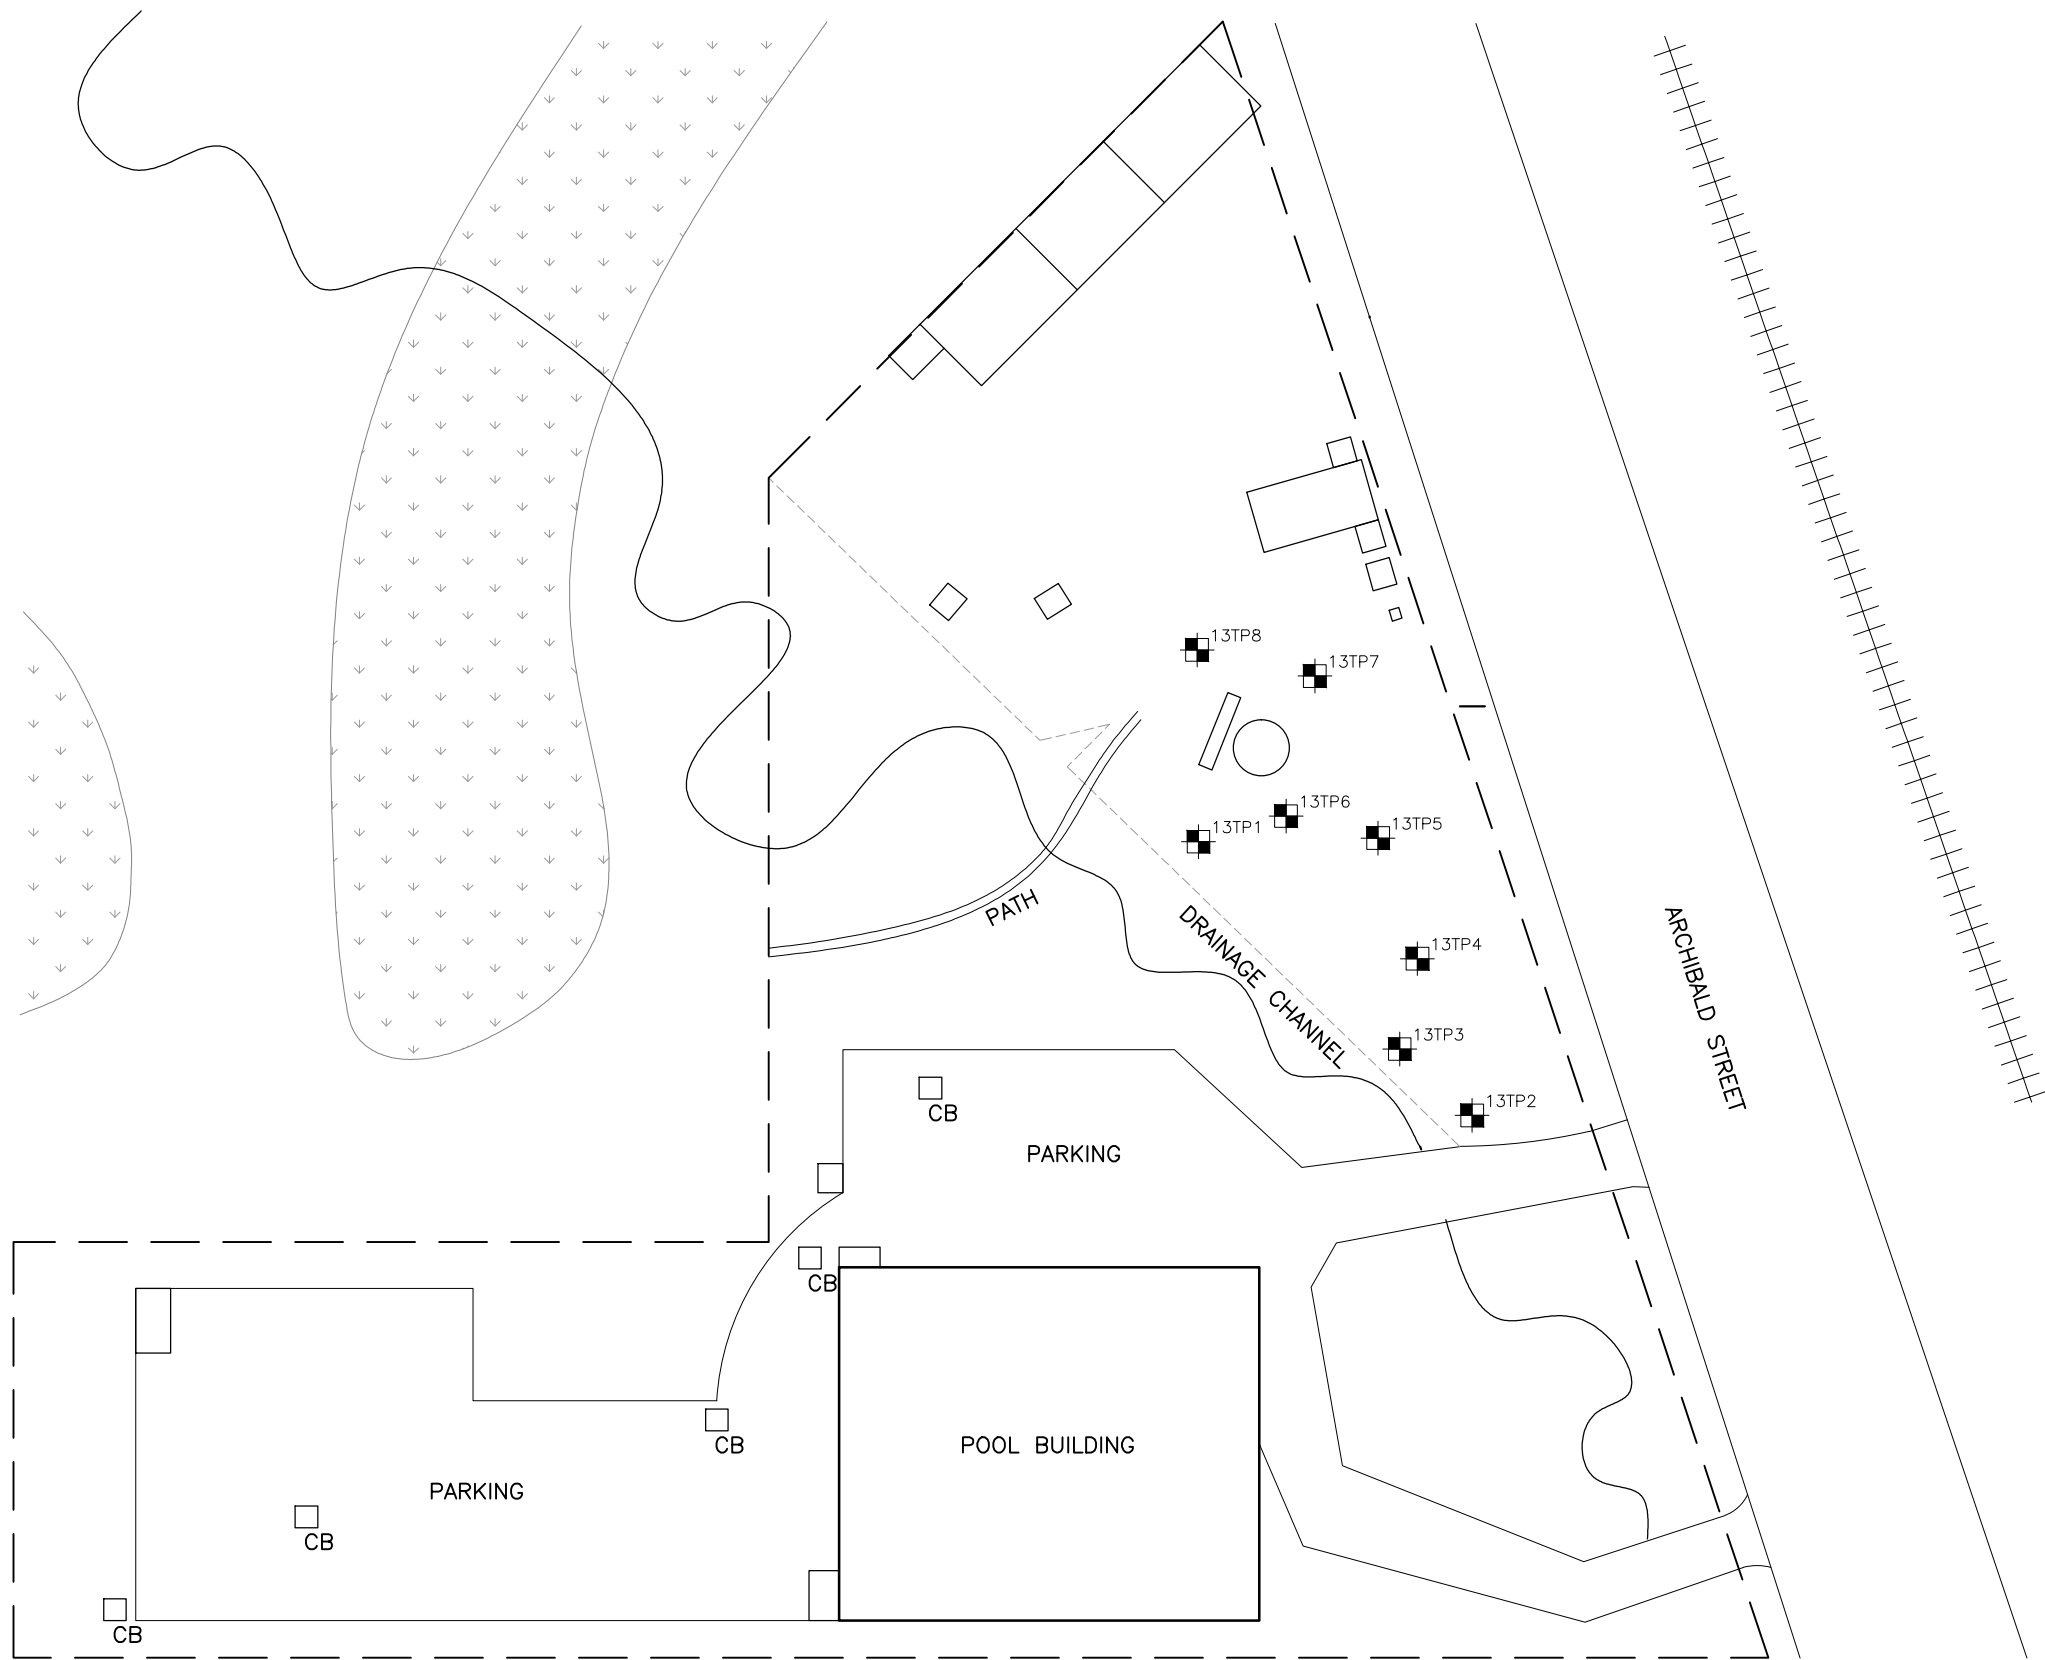 13TP8
13TP7
13TP6
13TP1
13TP5
PATH
DRAINAGE CHANNEL
ARCHIBALD STREET
13TP4
13TP3
13TP2
CB
PARKING
CB
CB
POOL BUILDING
PARKING
CB
CB